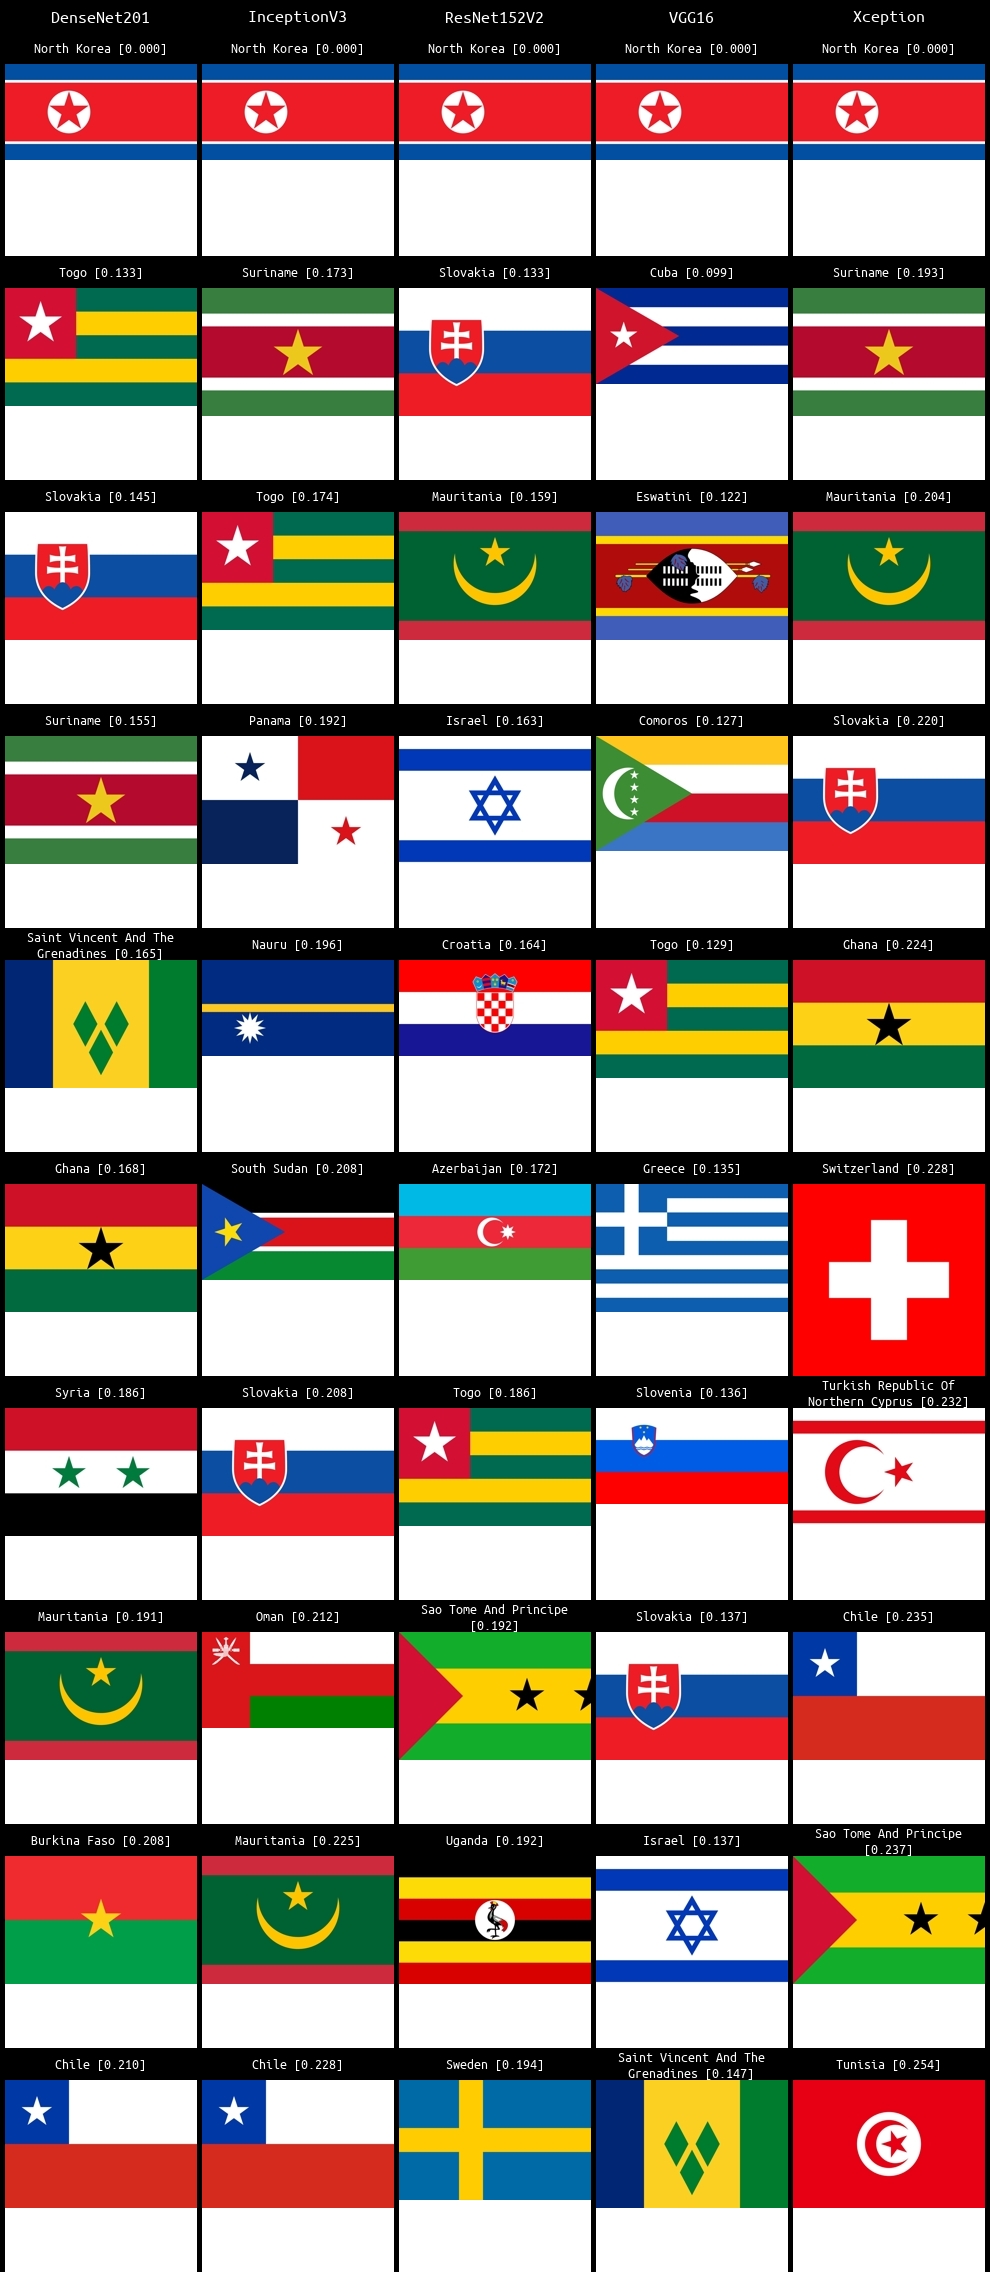 DenseNet201 InceptionV3 ResNet152V2 VGG16 Xception
North Korea [0.000] North Korea [0.000] North Korea [0.000] North Korea [0.000] North Korea [0.000]
Togo [0.133] Suriname [0.173] Slovakia [0.133] Cuba [0.099] Suriname [0.193]
Slovakia [0.145] Togo [0.174] Mauritania [0.159] Eswatini [0.122] Mauritania [0.204]
Suriname [0.155] Panama [0.192] Israel [0.163] Comoros [0.127] Slovakia [0.220]
Saint Vincent And The
Grenadines [0.165] Nauru [0.196] Croatia [0.164] Togo [0.129] Ghana [0.224]
Ghana [0.168] South Sudan [0.208] Azerbaijan [0.172] Greece [0.135] Switzerland [0.228]
Syria [0.186] Slovakia [0.208] Togo [0.186] Slovenia [0.136] Turkish Republic Of
Northern Cyprus [0.232]
Mauritania [0.191] Oman [0.212] Sao Tome And Principe
[0.192] Slovakia [0.137] Chile [0.235]
Burkina Faso [0.208] Mauritania [0.225] Uganda [0.192] Israel [0.137] Sao Tome And Principe
[0.237]
Chile [0.210] Chile [0.228] Sweden [0.194] Saint Vincent And The
Grenadines [0.147] Tunisia [0.254]